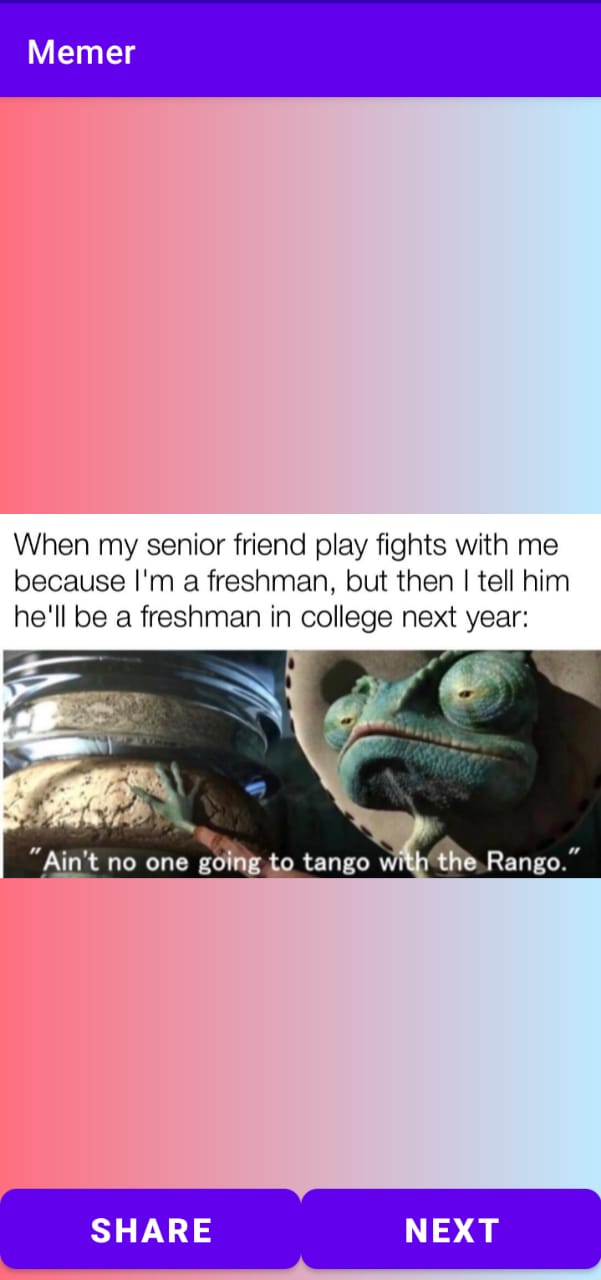 Memer
When my senior friend play fights with me
because I'm a freshman, but then I tell him
he'll be a freshman in college next year:
"Ain't no one going to tango with the Rango."
SHARE
NEXT